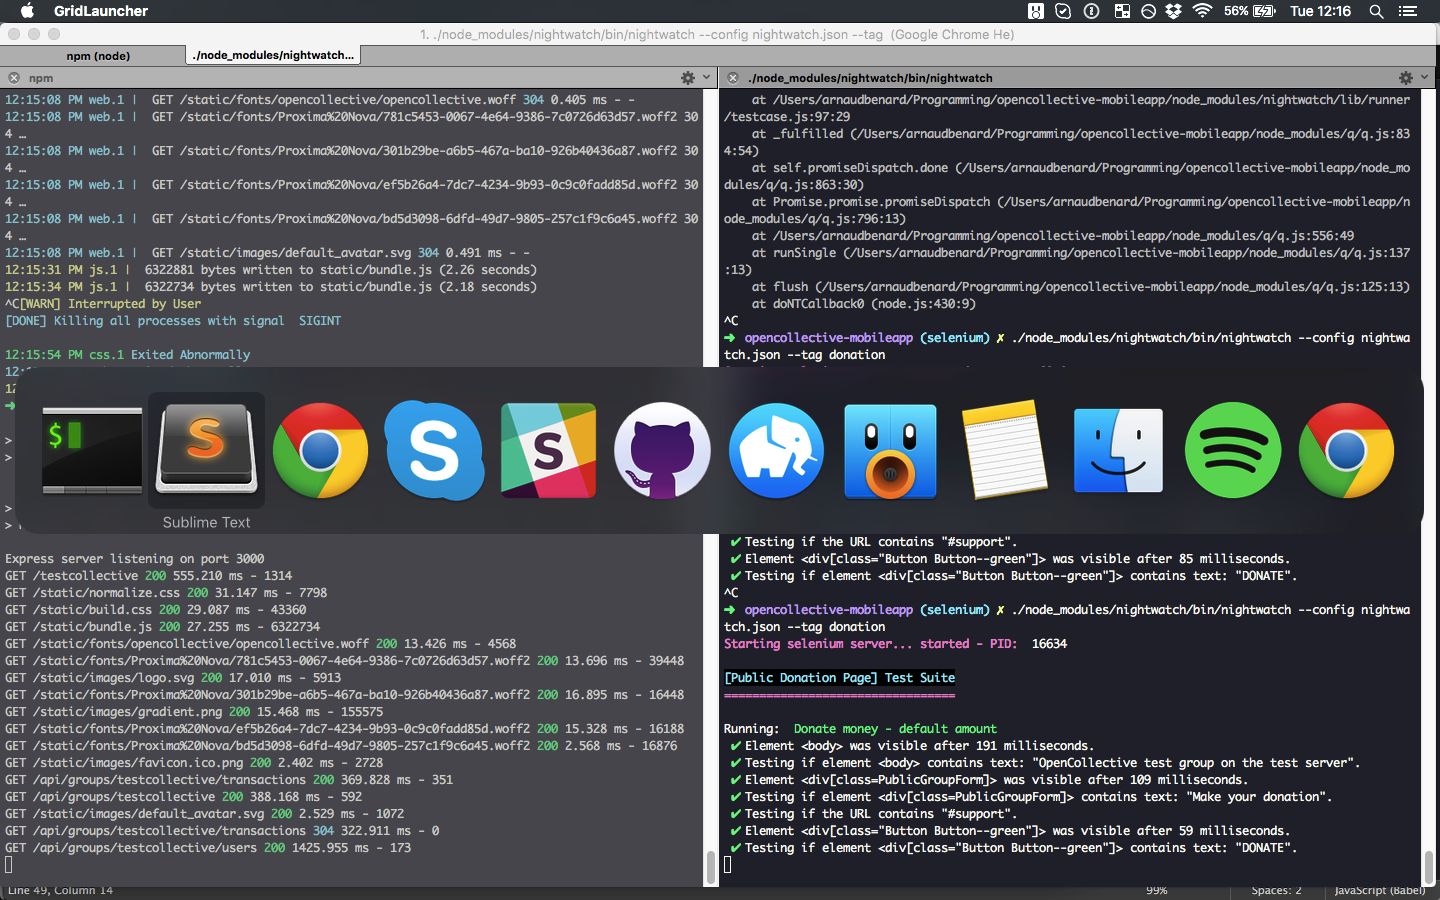 GridLauncher
56%
Tue 12:16
1. ./node_modules/nightwatch/bin/nightwatch --config nightwatch.json --tag (Google Chrome He)
npm (node)
./node_modules/nightwatch...
npm
12:15:08 PM web.1 | GET /static/fonts/opencollective/opencollective.woff 304 0.405 ms - -
12:15:08 PM web.1 | GET /static/fonts/Proxima%20Nova/781c5453-0067-4e64-9386-7c0726d63d57.woff2 30
4 …
12:15:08 PM web.1 | GET /static/fonts/Proxima%20Nova/301b29be-a6b5-467a-ba10-926b40436a87.woff2 30
4 …
12:15:08 PM web.1 | GET /static/fonts/Proxima%20Nova/ef5b26a4-7dc7-4234-9b93-0c9c0fadd85d.woff2 30
4 …
12:15:08 PM web.1 | GET /static/fonts/Proxima%20Nova/bd5d3098-6dfd-49d7-9805-257c1f9c6a45.woff2 30
4 …
12:15:08 PM web.1 | GET /static/images/default_avatar.svg 304 0.491 ms - -
12:15:31 PM js.1 | 6322881 bytes written to static/bundle.js (2.26 seconds)
12:15:34 PM js.1 | 6322734 bytes written to static/bundle.js (2.18 seconds)
^C[WARN] Interrupted by User
[DONE] Killing all processes with signal SIGINT
12:15:54 PM css.1 Exited Abnormally
>
>
>
>
Express server listening on port 3000
GET /testcollective 200 555.210 ms - 1314
GET /static/normalize.css 200 31.147 ms - 7798
GET /static/build.css 200 29.087 ms - 43360
GET /static/bundle.js 200 27.255 ms - 6322734
GET /static/fonts/opencollective/opencollective.woff 200 13.426 ms - 4568
GET /static/fonts/Proxima%20Nova/781c5453-0067-4e64-9386-7c0726d63d57.woff2 200 13.696 ms - 39448
GET /static/images/logo.svg 200 17.010 ms - 5913
GET /static/fonts/Proxima%20Nova/301b29be-a6b5-467a-ba10-926b40436a87.woff2 200 16.895 ms - 16448
GET /static/images/gradient.png 200 15.468 ms - 155575
GET /static/fonts/Proxima%20Nova/ef5b26a4-7dc7-4234-9b93-0c9c0fadd85d.woff2 200 15.328 ms - 16188
GET /static/fonts/Proxima%20Nova/bd5d3098-6dfd-49d7-9805-257c1f9c6a45.woff2 200 2.568 ms - 16876
GET /static/images/favicon.ico.png 200 2.402 ms - 2728
GET /api/groups/testcollective/transactions 200 369.828 ms - 351
GET /api/groups/testcollective 200 388.168 ms - 592
GET /static/images/default_avatar.svg 200 2.529 ms - 1072
GET /api/groups/testcollective/transactions 304 322.911 ms - 0
GET /api/groups/testcollective/users 200 1425.955 ms - 173
./node_modules/nightwatch/bin/nightwatch
at /Users/arnaudbenard/Programming/opencollective-mobileapp/node_modules/nightwatch/lib/runner
/testcase.js:97:29
at _fulfilled (/Users/arnaudbenard/Programming/opencollective-mobileapp/node_modules/q/q.js:83
4:54)
at self.promiseDispatch.done (/Users/arnaudbenard/Programming/opencollective-mobileapp/node_mo
dules/q/q.js:863:30)
at Promise.promise.promiseDispatch (/Users/arnaudbenard/Programming/opencollective-mobileapp/n
ode_modules/q/q.js:796:13)
at /Users/arnaudbenard/Programming/opencollective-mobileapp/node_modules/q/q.js:556:49
at runSingle (/Users/arnaudbenard/Programming/opencollective-mobileapp/node_modules/q/q.js:137
:13)
at flush (/Users/arnaudbenard/Programming/opencollective-mobileapp/node_modules/q/q.js:125:13)
at doNTCallback0 (node.js:430:9)
^C
➜ opencollective-mobileapp (selenium) ✗ ./node_modules/nightwatch/bin/nightwatch --config nightwa
tch.json --tag donation
$
S
S
S
Sublime Text
✔ Testing if the URL contains "#support".
✔ Element <div[class="Button Button--green"]> was visible after 85 milliseconds.
✔ Testing if element <div[class="Button Button--green"]> contains text: "DONATE".
^C
➜ opencollective-mobileapp (selenium) ✗ ./node_modules/nightwatch/bin/nightwatch --config nightwa
tch.json --tag donation
Starting selenium server... started - PID: 16634
[Public Donation Page] Test Suite
=================================
Running: Donate money - default amount
✔ Element <body> was visible after 191 milliseconds.
✔ Testing if element <body> contains text: "OpenCollective test group on the test server".
✔ Element <div[class=PublicGroupForm]> was visible after 109 milliseconds.
✔ Testing if element <div[class=PublicGroupForm]> contains text: "Make your donation".
✔ Testing if the URL contains "#support".
✔ Element <div[class="Button Button--green"]> was visible after 59 milliseconds.
✔ Testing if element <div[class="Button Button--green"]> contains text: "DONATE".
Line 49, Column 14
99%
Spaces: 2
JavaScript (Babel)